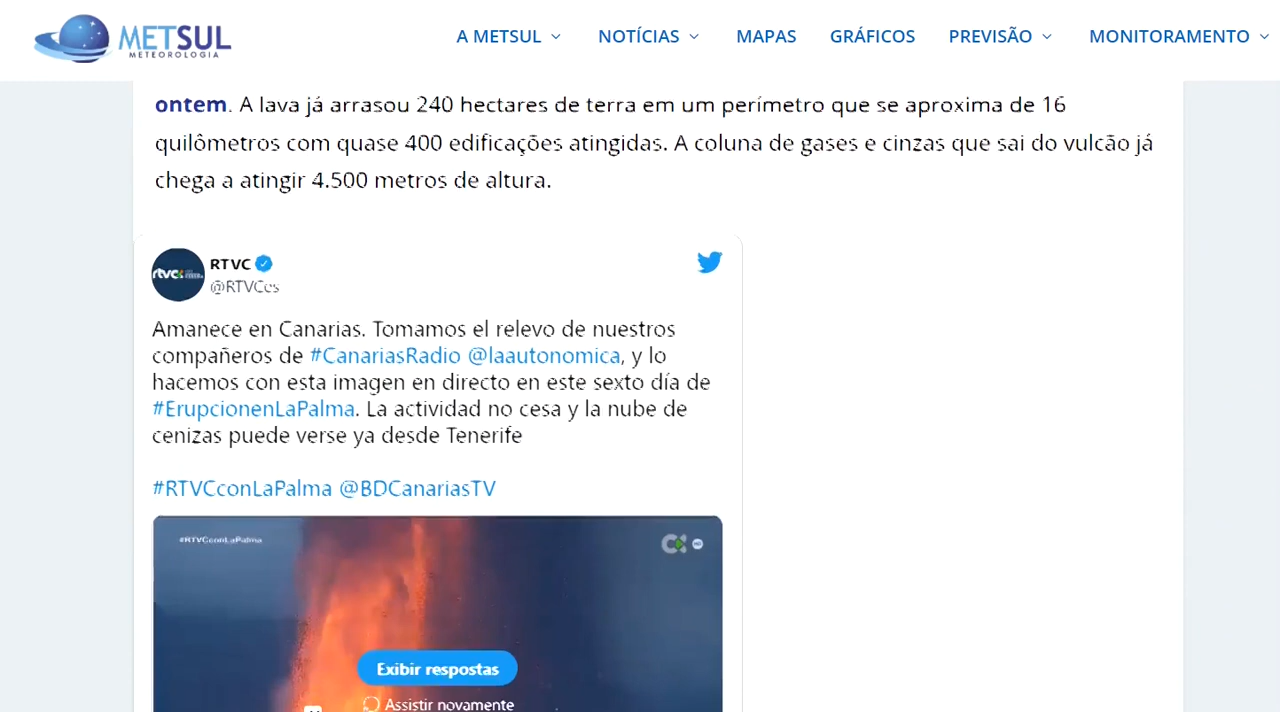 METSUL
METEOROLOGIA
A METSUL
NOTÍCIAS
MAPAS
GRÁFICOS
PREVISÃO
MONITORAMENTO
ontem. A lava já arrasou 240 hectares de terra em um perímetro que se aproxima de 16
quilômetros com quase 400 edificações atingidas. A coluna de gases e cinzas que sai do vulcão já
chega a atingir 4.500 metros de altura.
rtvc
RTVC
@RTVCes
Amanece en Canarias. Tomamos el relevo de nuestros
compañeros de #CanariasRadio @laautonomica, y lo
hacemos con esta imagen en directo en este sexto día de
#ErupcionenLaPalma. La actividad no cesa y la nube de
cenizas puede verse ya desde Tenerife
#RTVCconLaPalma @BDCanariasTV
#RTVCconLaPalma
Exibir respostas
Assistir novamente